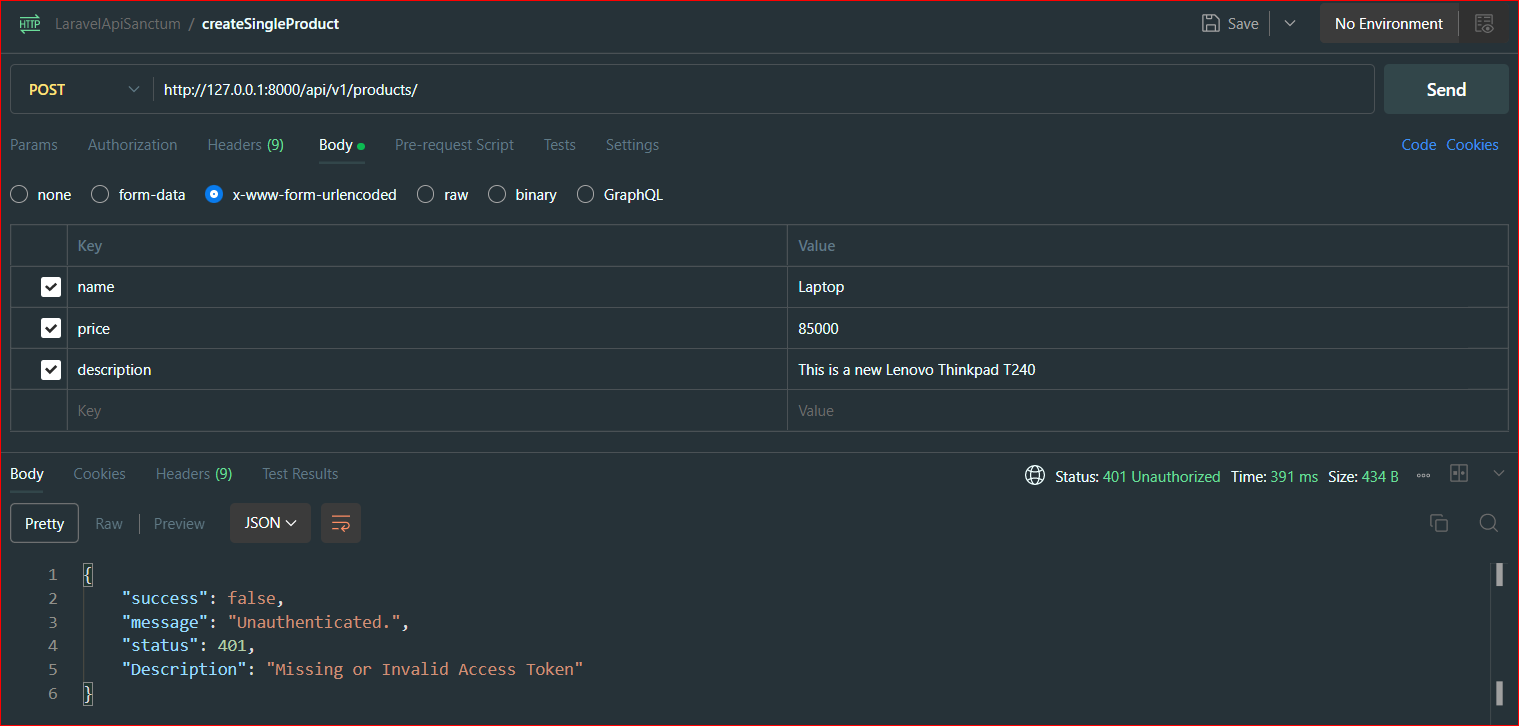 HTTP LaravelApiSanctum / createSingleProduct Save No Environment
POST http://127.0.0.1:8000/api/v1/products/ Send
Params Authorization Headers (9) Body Pre-request Script Tests Settings Code Cookies
none form-data x-www-form-urlencoded raw binary GraphQL
Key Value
name Laptop
price 85000
description This is a new Lenovo Thinkpad T240
Key Value
Body Cookies Headers (9) Test Results Status: 401 Unauthorized Time: 391 ms Size: 434 B
Pretty Raw Preview JSON
1 {
2 "success": false,
3 "message": "Unauthenticated.",
4 "status": 401,
5 "Description": "Missing or Invalid Access Token"
6 }